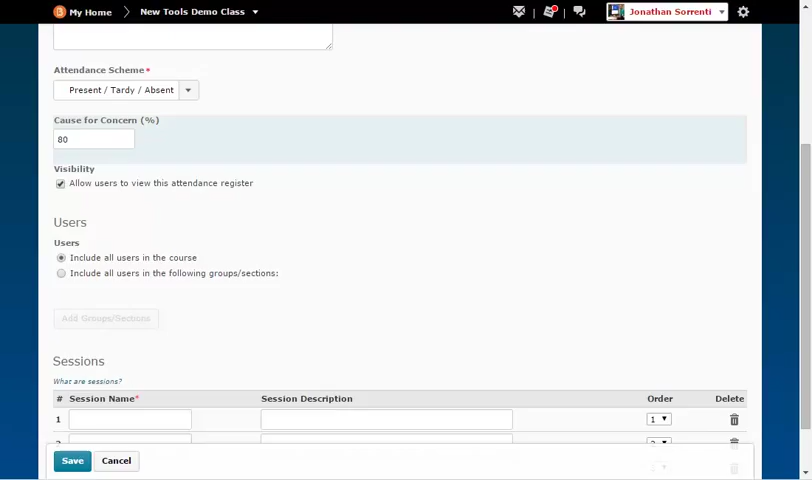 My Home
New Tools Demo Class
Jonathan Sorrenti
Attendance Scheme *
Present / Tardy / Absent
Cause for Concern (%)
80
Visibility
Allow users to view this attendance register
Users
Users
Include all users in the course
Include all users in the following groups/sections:
Add Groups/Sections
Sessions
What are sessions?
# Session Name* Session Description Order Delete
1 1
Save Cancel